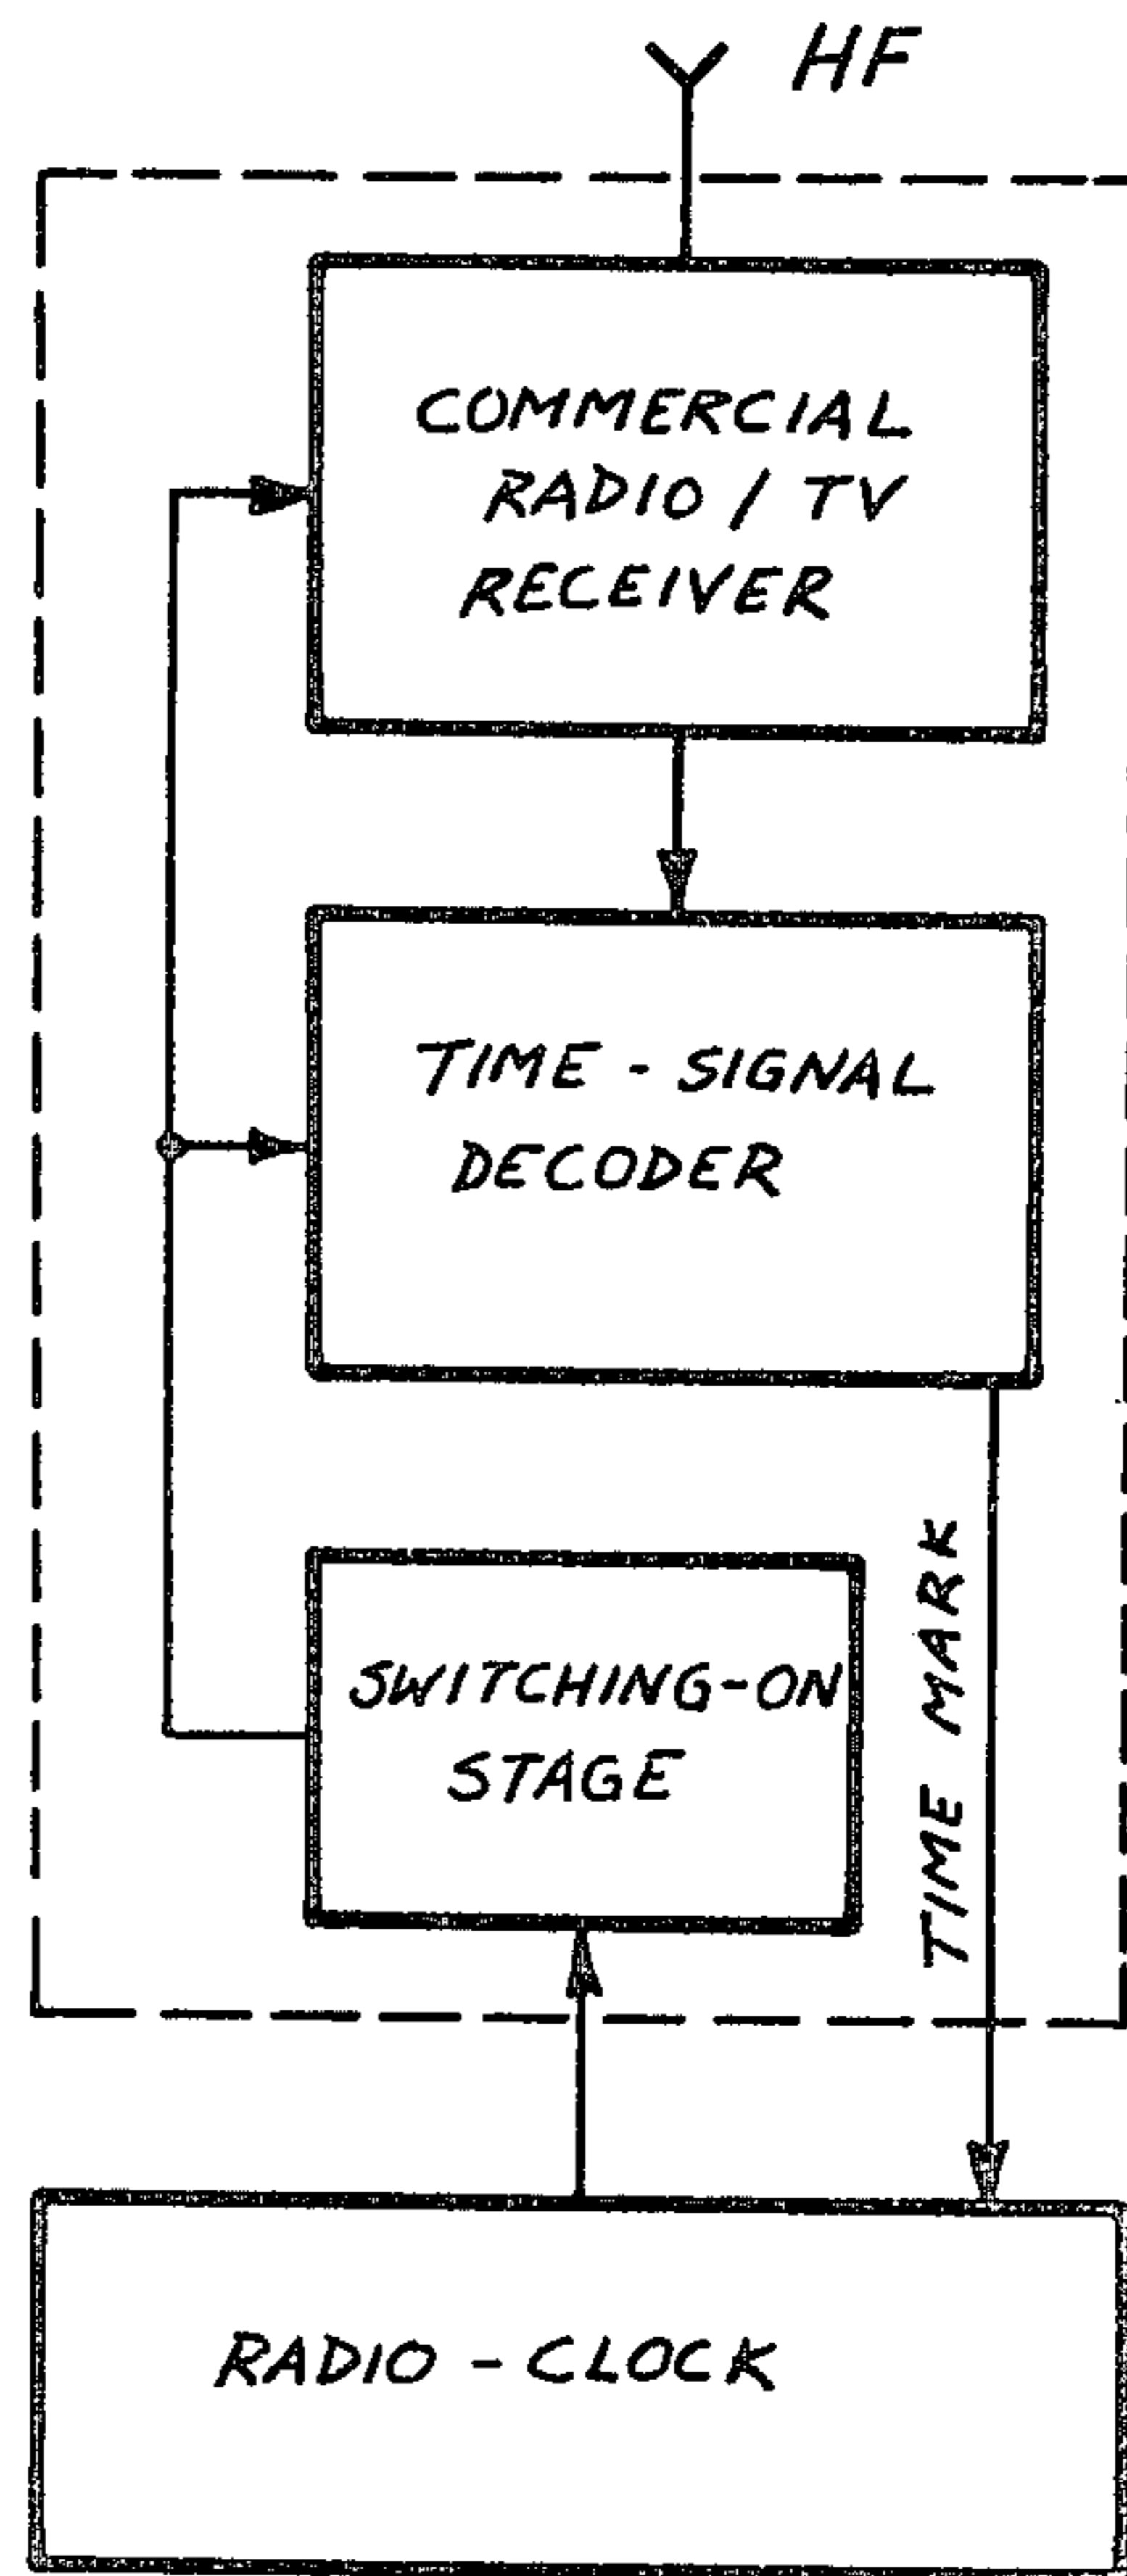 HF
COMMERCIAL
RADIO / TV
RECEIVER
TIME - SIGNAL
DECODER
SWITCHING-ON
STAGE
TIME MARK
RADIO - CLOCK